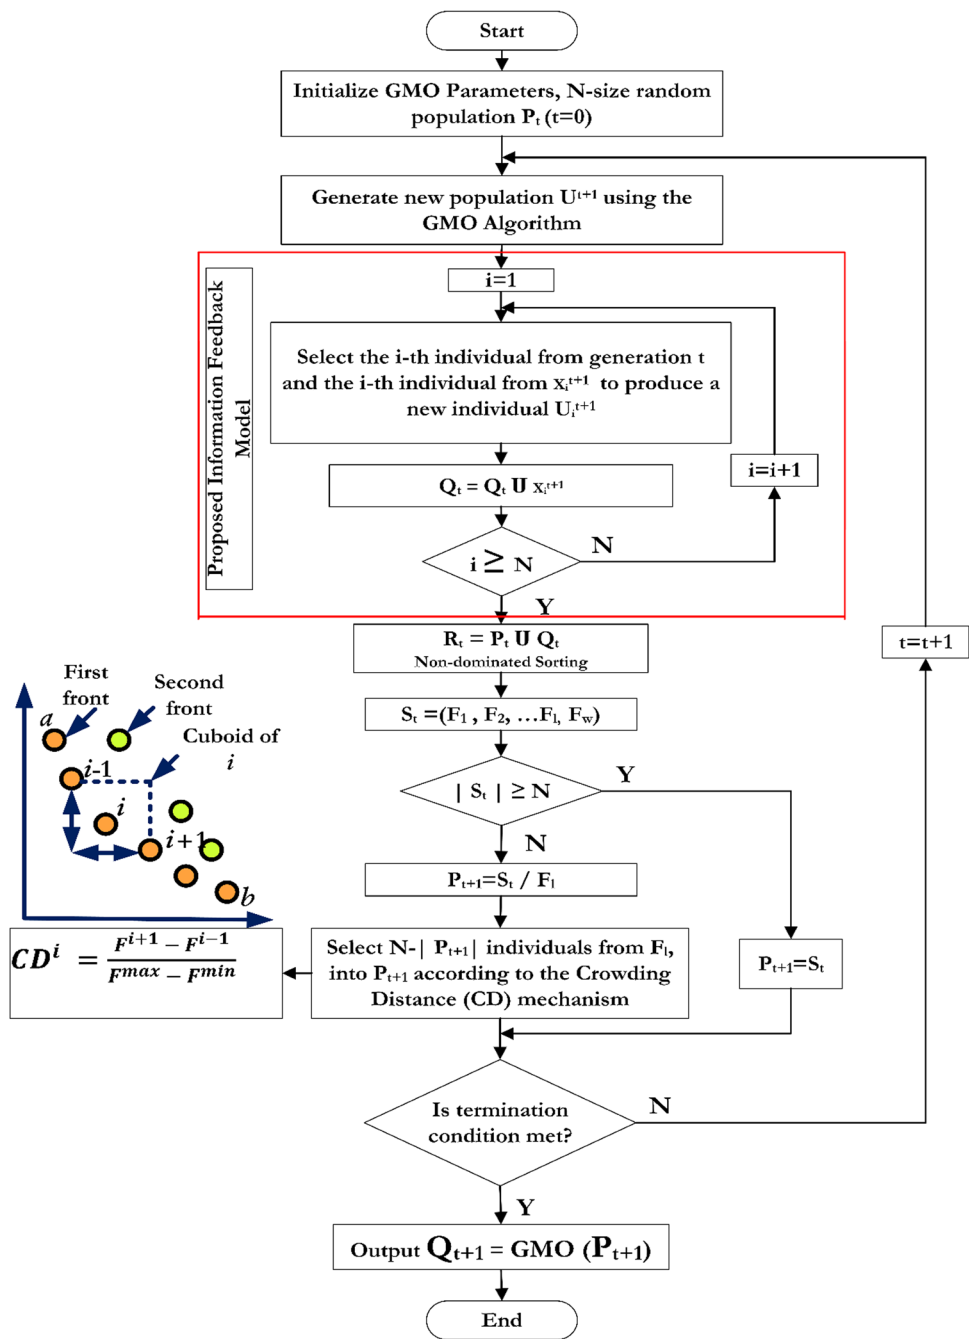 Start
Initialize GMO Parameters, N-size random
population Pₜ (t=0)
Generate new population Uᵗ⁺¹ using the
GMO Algorithm
Proposed Information Feedback
Model
i=1
Select the i-th individual from generation t
and the i-th individual from xᵢᵗ⁺¹ to produce a
new individual Uᵢᵗ⁺¹
i=i+1
Qₜ = Qₜ U xᵢᵗ⁺¹
i ≥ N
N
Y
Rₜ = Pₜ U Qₜ
Non-dominated Sorting
t=t+1
Sₜ =(F₁ , F₂, …Fₗ, F_w)
| Sₜ | ≥ N
Y
N
Pₜ₊₁=Sₜ / Fₗ
Select N-| Pₜ₊₁| individuals from Fₗ,
into Pₜ₊₁ according to the Crowding
Distance (CD) mechanism
Pₜ₊₁=Sₜ
First
front
Second
front
Cuboid of
i
a
i-1
i
i+1
b
CDⁱ = (Fⁱ⁺¹ − Fⁱ⁻¹) / (Fᵐᵃˣ − Fᵐⁱⁿ)
Is termination
condition met?
N
Y
Output Qₜ₊₁ = GMO (Pₜ₊₁)
End